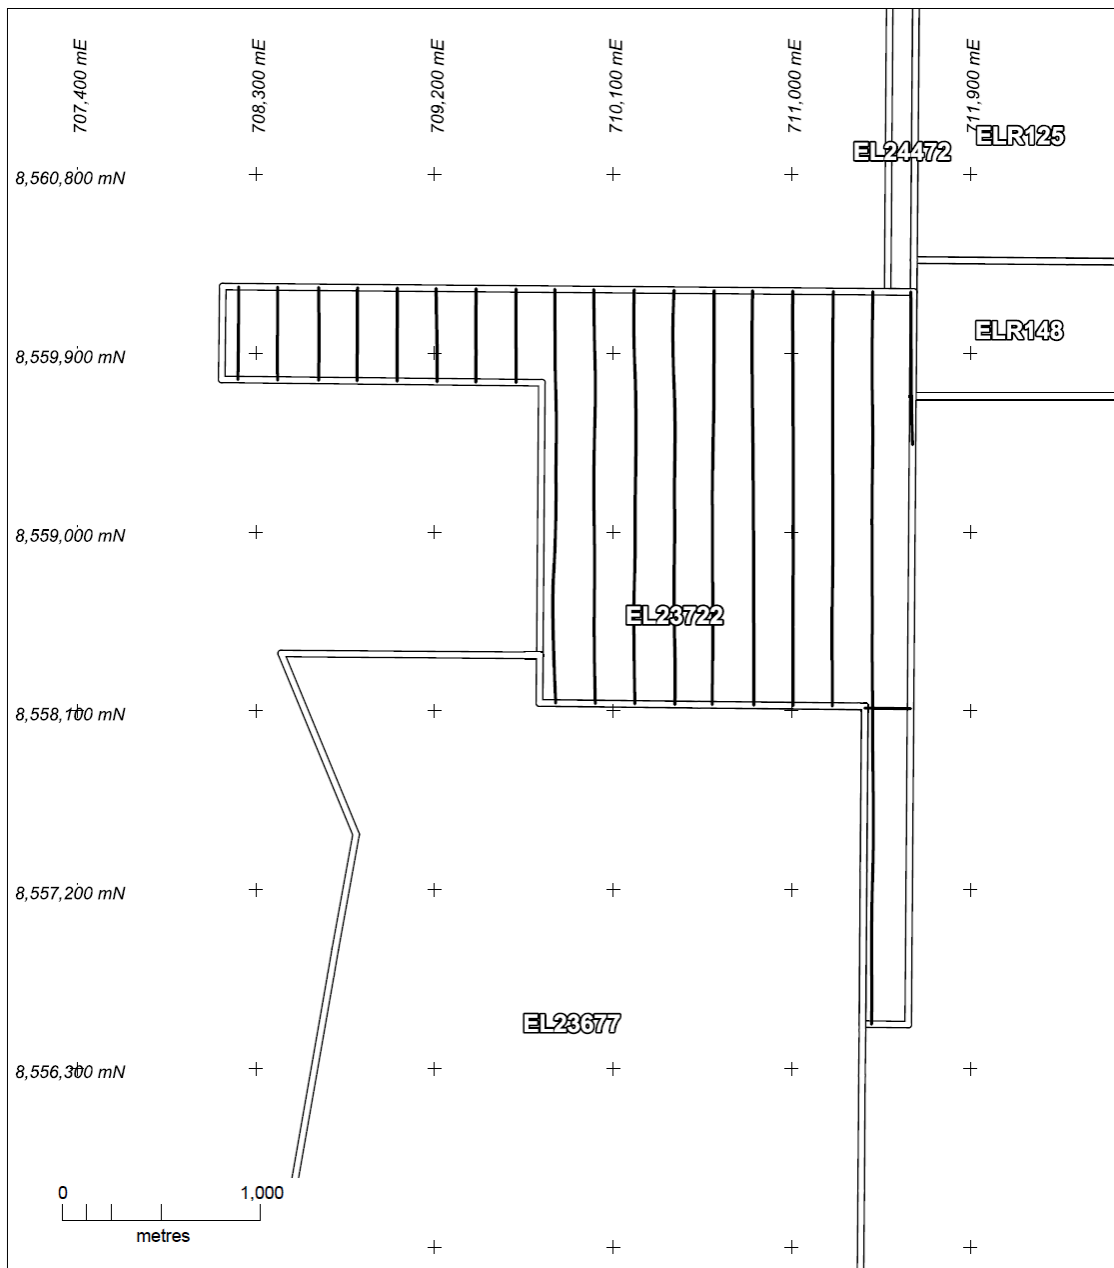 707,400 mE
708,300 mE
709,200 mE
710,100 mE
711,000 mE
711,900 mE
ELR125
EL24472
8,560,800 mN
ELR148
8,559,900 mN
8,559,000 mN
EL23722
8,558,100 mN
8,557,200 mN
EL23677
8,556,300 mN
0 1,000
metres